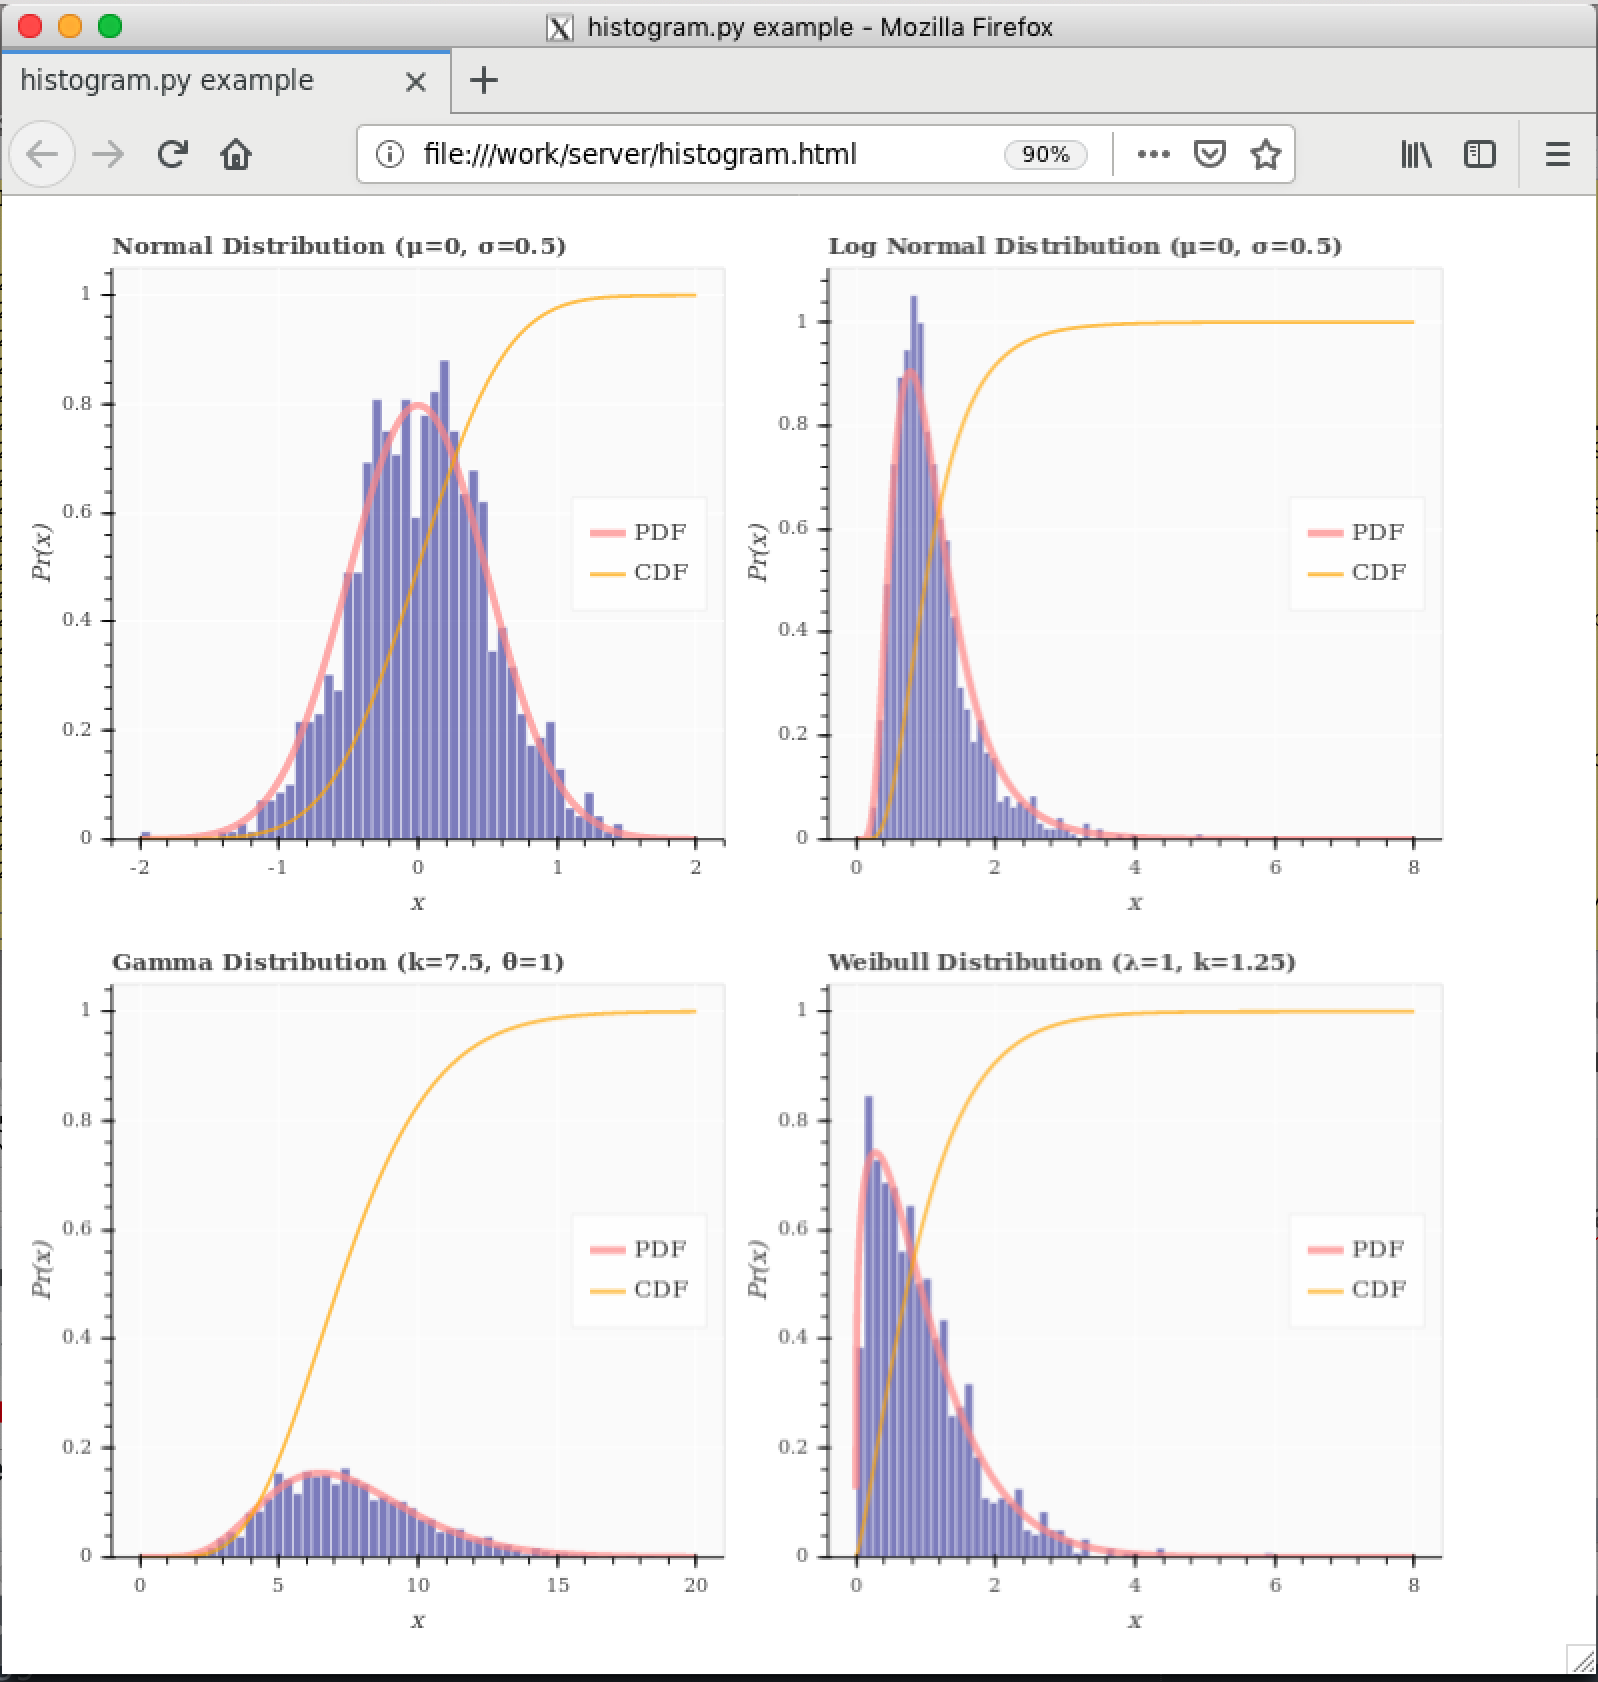 histogram.py example - Mozilla Firefox
histogram.py example
file:///work/server/histogram.html 90%
Normal Distribution (μ=0, σ=0.5)
1
0.8
0.6
0.4
0.2
0
Pr(x)
PDF
CDF
-2 -1 0 1 2
x
Log Normal Distribution (μ=0, σ=0.5)
1
0.8
0.6
0.4
0.2
0
Pr(x)
PDF
CDF
0 2 4 6 8
x
Gamma Distribution (k=7.5, θ=1)
1
0.8
0.6
0.4
0.2
0
Pr(x)
PDF
CDF
0 5 10 15 20
x
Weibull Distribution (λ=1, k=1.25)
1
0.8
0.6
0.4
0.2
0
Pr(x)
PDF
CDF
0 2 4 6 8
x